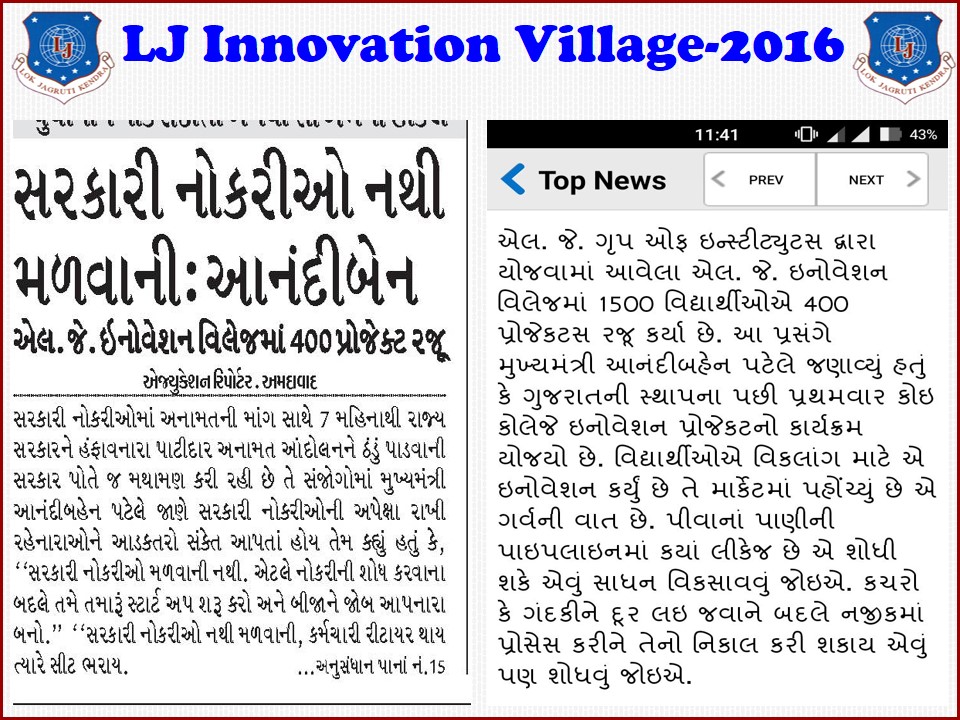 LJ Innovation Village-2016
LJ
LOK JAGRUTI KENDRA
LJ
LOK JAGRUTI KENDRA
સરકારી નોકરીઓ નથી
મળવાની: આનંદીબેન
એલ. જે. ઇનોવેશન વિલેજમાં 400 પ્રોજેક્ટ રજૂ
એજ્યુકેશન રિપોર્ટર . અમદાવાદ
સરકારી નોકરીઓમાં અનામતની માંગ સાથે 7 મહિનાથી રાજ્ય
સરકારને હંફાવનારા પાટીદાર અનામત આંદોલનને ઠંડું પાડવાની
સરકાર પોતે જ મથામણ કરી રહી છે તે સંજોગોમાં મુખ્યમંત્રી
આનંદીબહેન પટેલે જાણે સરકારી નોકરીઓની અપેક્ષા રાખી
રહેનારાઓને આડકતરો સંકેત આપતાં હોય તેમ કહ્યું હતું કે,
‘‘સરકારી નોકરીઓ મળવાની નથી. એટલે નોકરીની શોધ કરવાના
બદલે તમે તમારૂં સ્ટાર્ટ અપ શરૂ કરો અને બીજાને જોબ આપનારા
બનો.’’ ‘‘સરકારી નોકરીઓ નથી મળવાની, કર્મચારી રીટાયર થાય
ત્યારે સીટ ભરાય. ...અનુસંધાન પાનાં નં.15
11:41 43%
Top News PREV NEXT
એલ. જે. ગૃપ ઓફ ઇન્સ્ટીટ્યુટસ દ્વારા
યોજવામાં આવેલા એલ. જે. ઇનોવેશન
વિલેજમાં 1500 વિદ્યાર્થીઓએ 400
પ્રોજેકટસ રજૂ કર્યા છે. આ પ્રસંગે
મુખ્યમંત્રી આનંદીબહેન પટેલે જણાવ્યું હતું
કે ગુજરાતની સ્થાપના પછી પ્રથમવાર કોઇ
કોલેજે ઇનોવેશન પ્રોજેકટનો કાર્યક્રમ
યોજયો છે. વિદ્યાર્થીઓએ વિકલાંગ માટે એ
ઇનોવેશન કર્યું છે તે માર્કેટમાં પહોંચ્યું છે એ
ગર્વની વાત છે. પીવાનાં પાણીની
પાઇપલાઇનમાં કયાં લીકેજ છે એ શોધી
શકે એવું સાધન વિકસાવવું જોઇએ. કચરો
કે ગંદકીને દૂર લઇ જવાને બદલે નજીકમાં
પ્રોસેસ કરીને તેનો નિકાલ કરી શકાય એવું
પણ શોધવું જોઇએ.